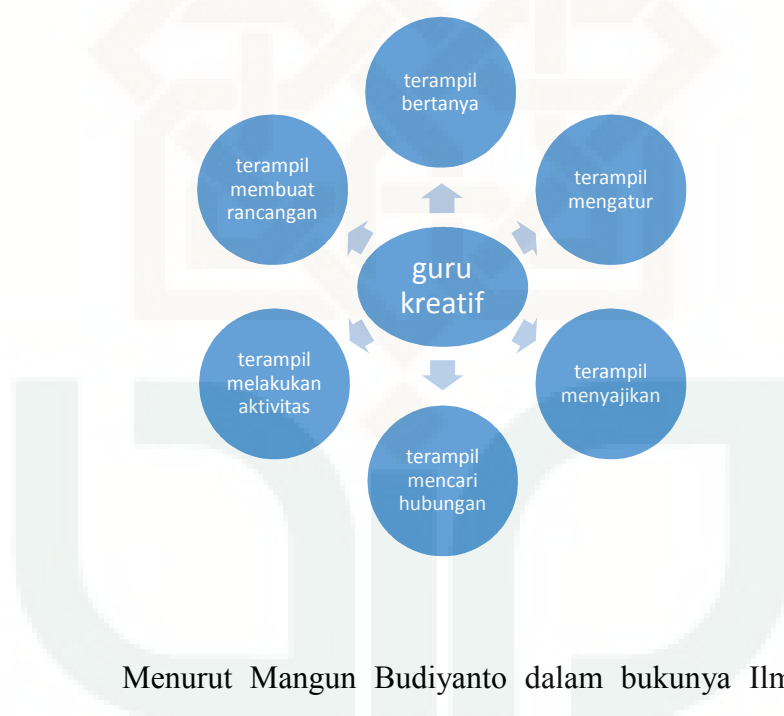 terampil
bertanya
terampil
mengatur
terampil
menyajikan
terampil
mencari
hubungan
terampil
melakukan
aktivitas
terampil
membuat
rancangan
guru
kreatif
Menurut Mangun Budiyanto dalam bukunya